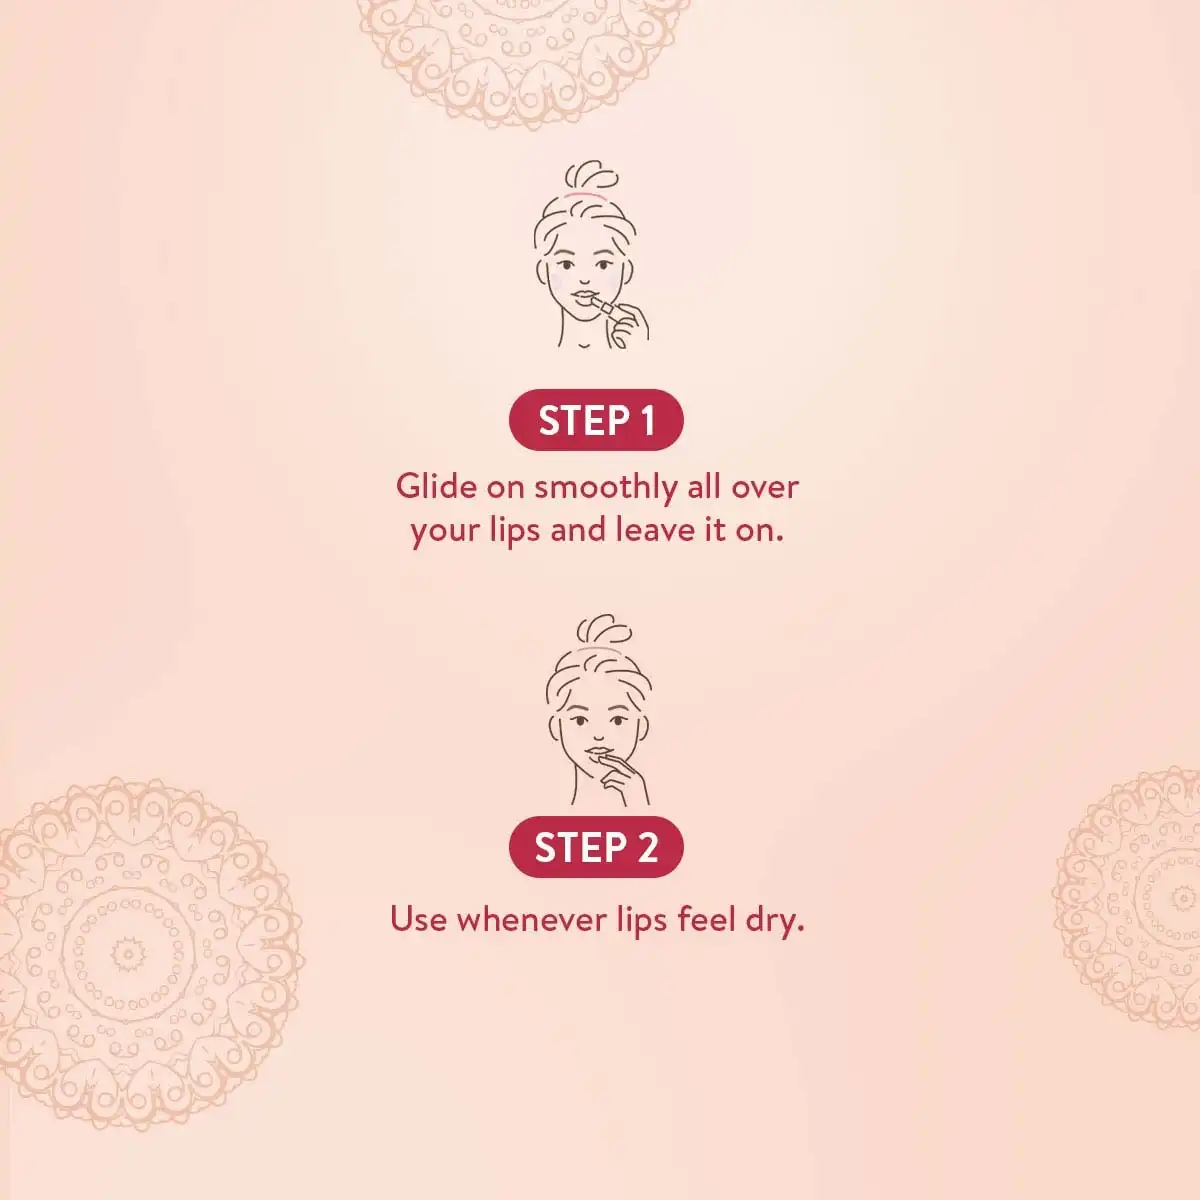 STEP 1
Glide on smoothly all over
your lips and leave it on.
STEP 2
Use whenever lips feel dry.